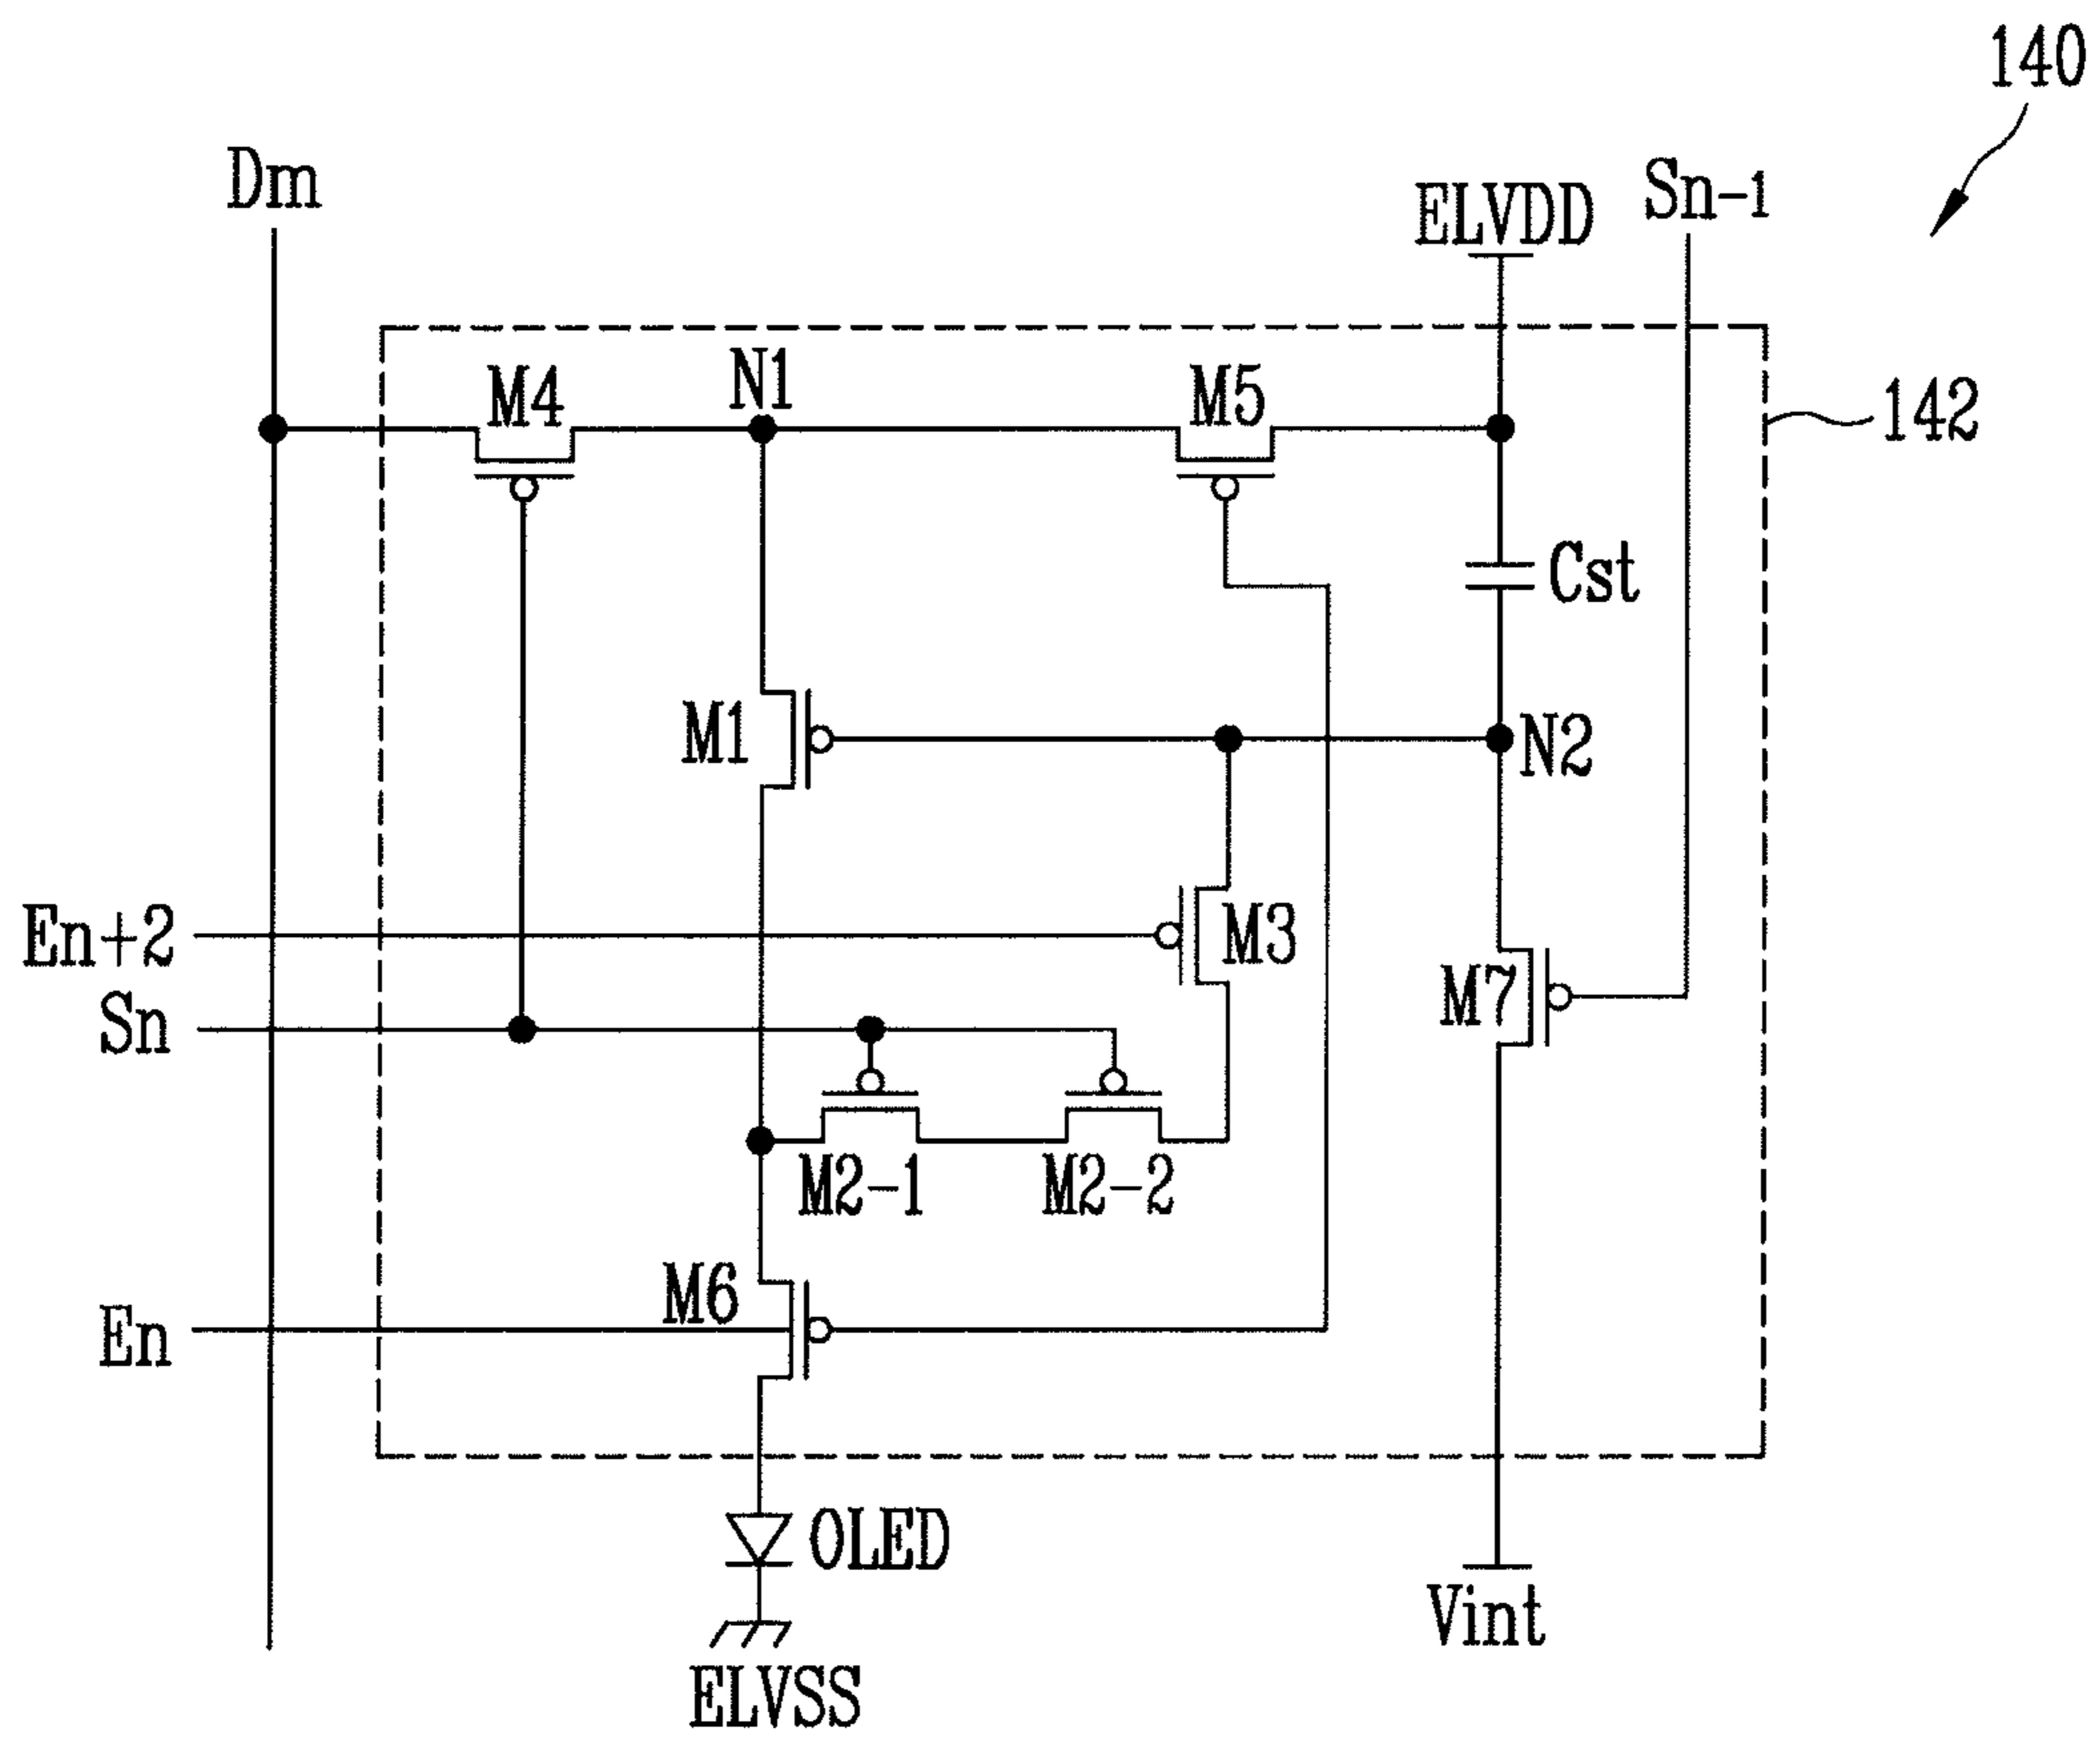 140
Dm
ELVDD
Sn-1
M4
N1
M5
142
Cst
M1
N2
En+2
M3
M7
Sn
M2-1
M2-2
M6
En
OLED
Vint
ELVSS